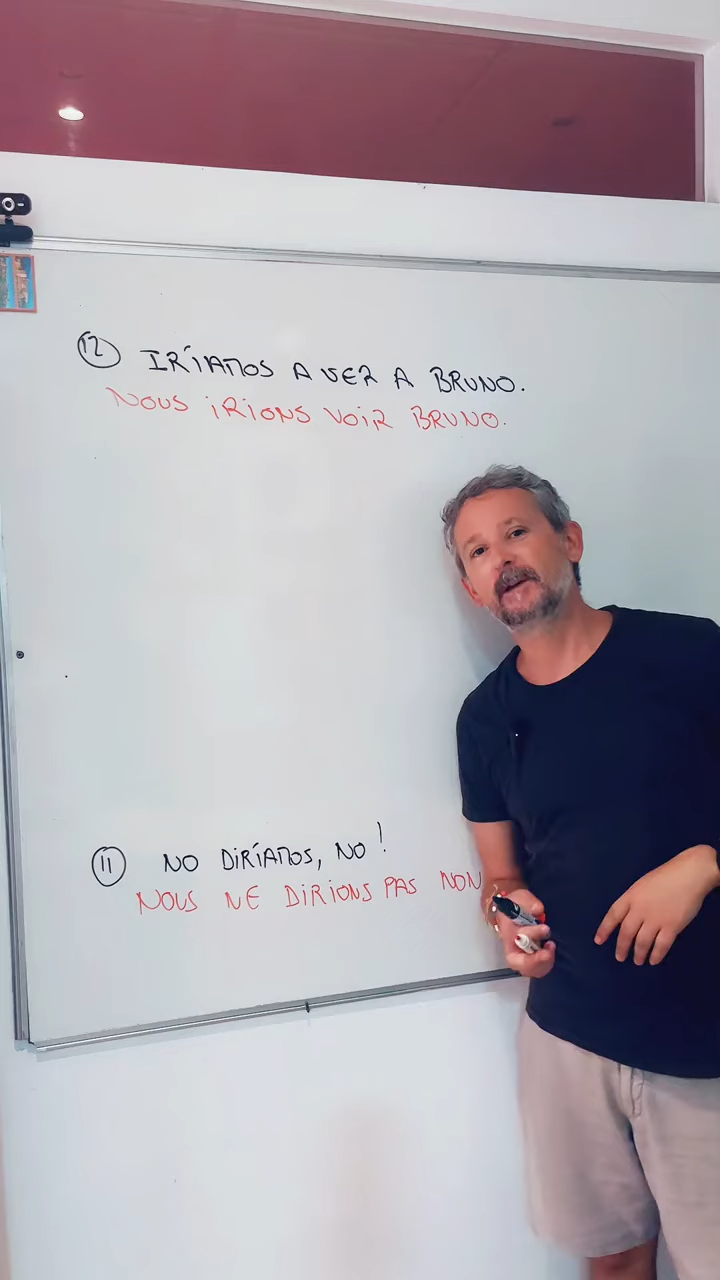 12 IRÍAMOS A VER A BRUNO.
NOUS IRIONS VOIR BRUNO.
11 NO DIRÍAMOS, NO!
NOUS NE DIRIONS PAS NON